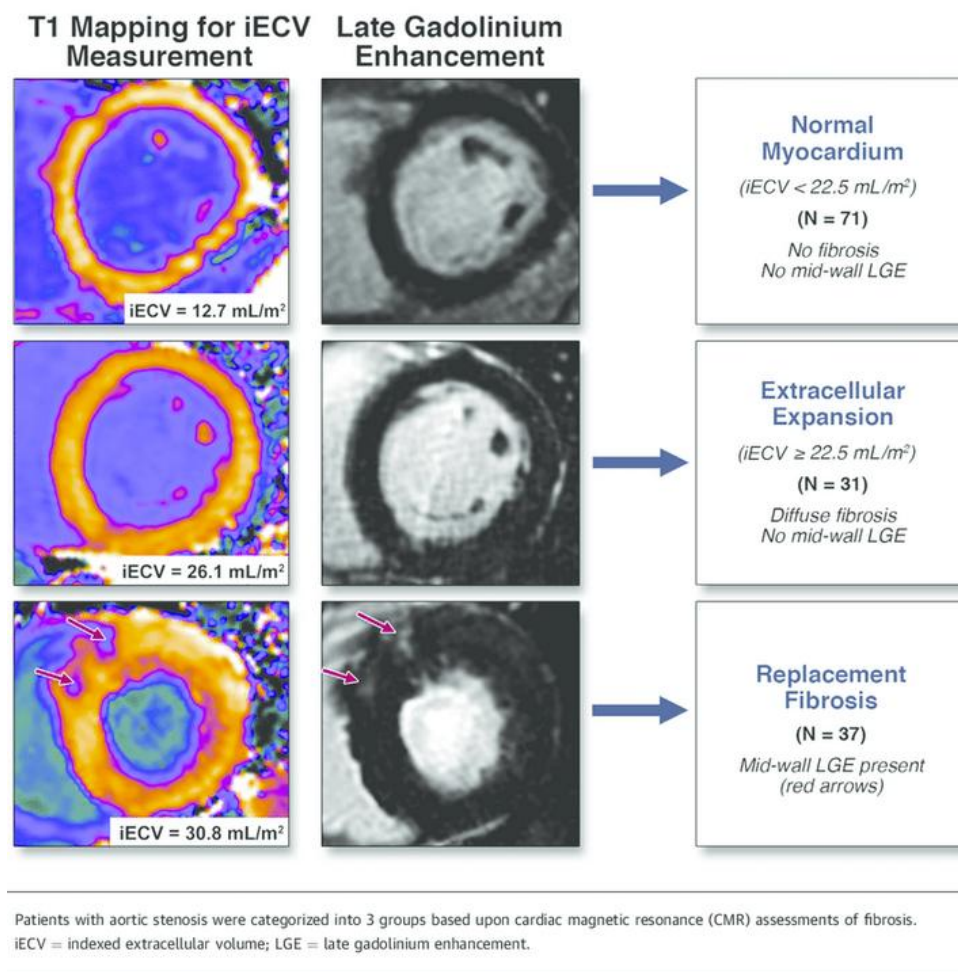 T1 Mapping for iECV
Measurement
Late Gadolinium
Enhancement
iECV = 12.7 mL/m²
Normal
Myocardium
(iECV < 22.5 mL/m²)
(N = 71)
No fibrosis
No mid-wall LGE
iECV = 26.1 mL/m²
Extracellular
Expansion
(iECV ≥ 22.5 mL/m²)
(N = 31)
Diffuse fibrosis
No mid-wall LGE
iECV = 30.8 mL/m²
Replacement
Fibrosis
(N = 37)
Mid-wall LGE present
(red arrows)
Patients with aortic stenosis were categorized into 3 groups based upon cardiac magnetic resonance (CMR) assessments of fibrosis.
iECV = indexed extracellular volume; LGE = late gadolinium enhancement.